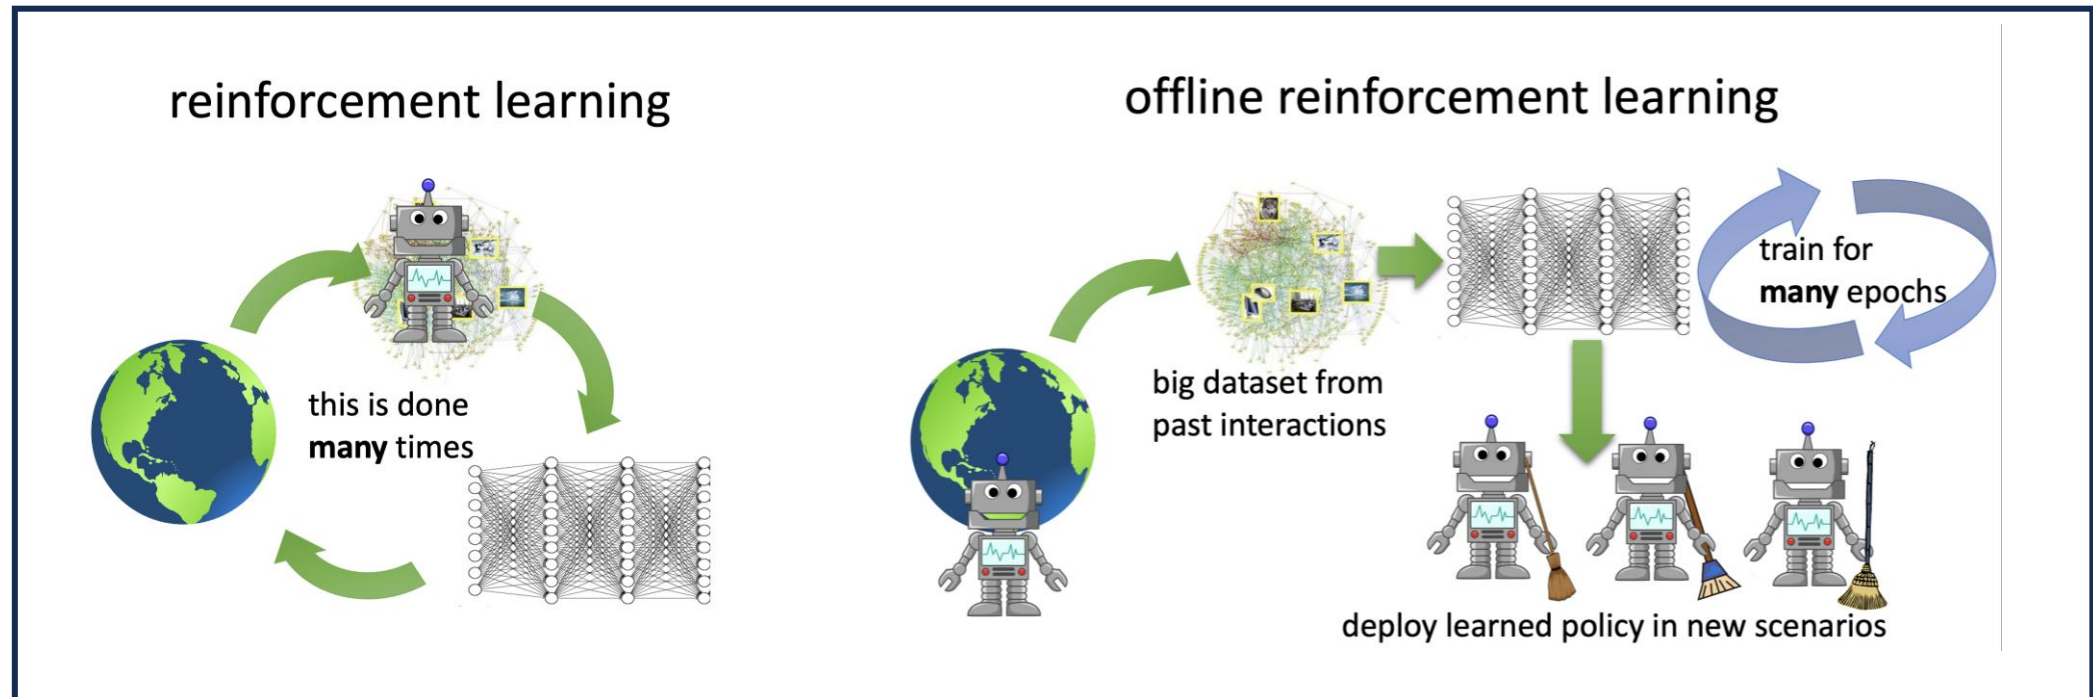 reinforcement learning
this is done
many times
offline reinforcement learning
big dataset from
past interactions
train for
many epochs
deploy learned policy in new scenarios